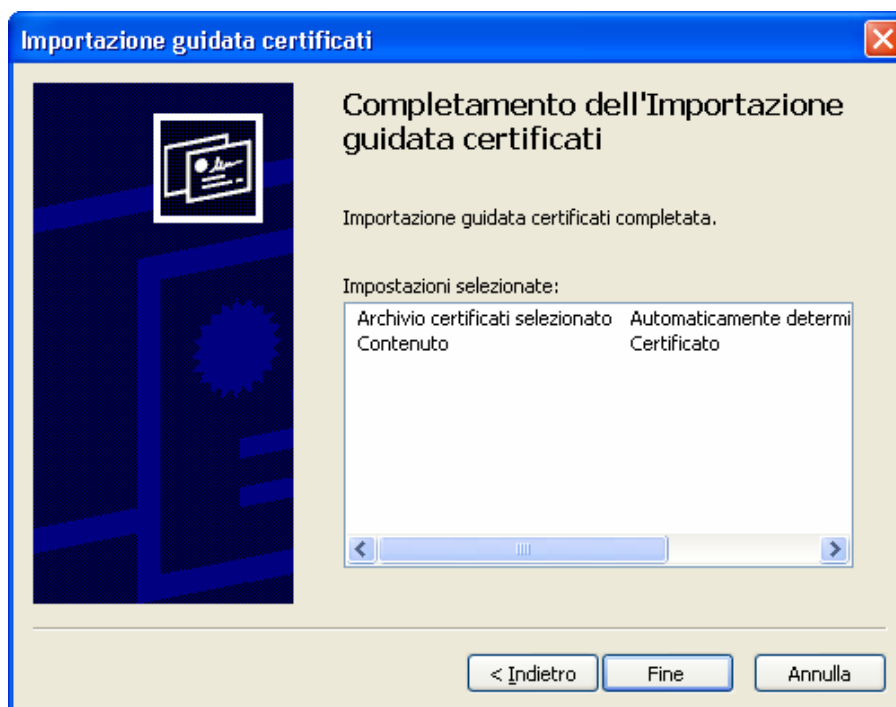 Importazione guidata certificati
Completamento dell'Importazione
guidata certificati
Importazione guidata certificati completata.
Impostazioni selezionate:
Archivio certificati selezionato Automaticamente determi
Contenuto Certificato
< Indietro Fine Annulla